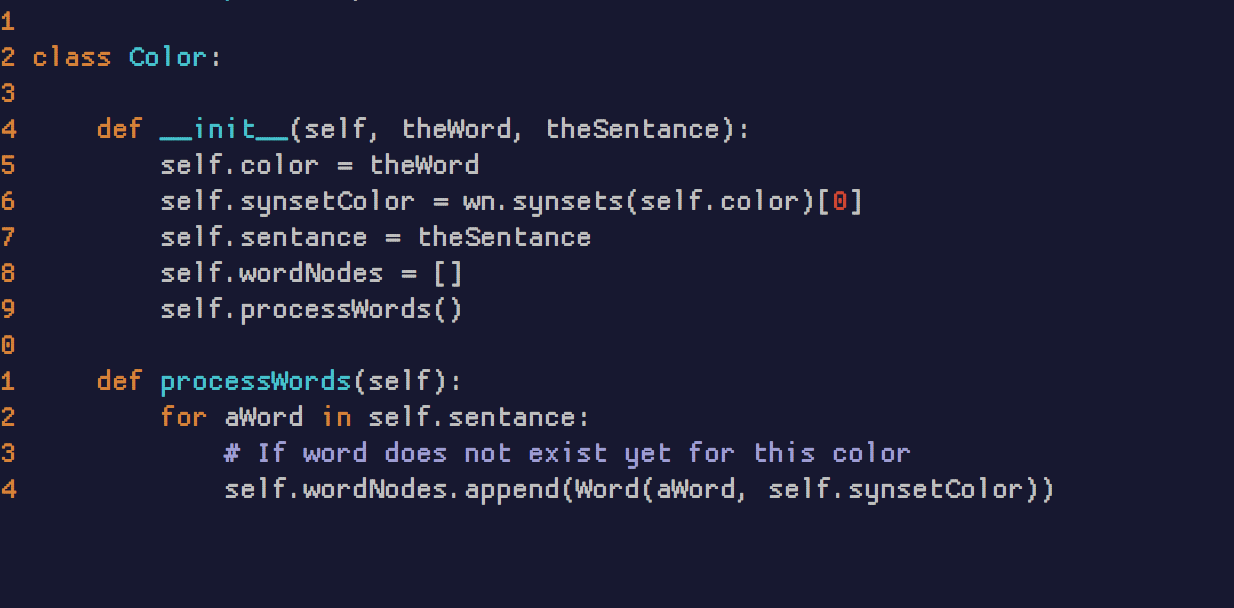 1
2 class Color:
3
4     def __init__(self, theWord, theSentance):
5         self.color = theWord
6         self.synsetColor = wn.synsets(self.color)[0]
7         self.sentance = theSentance
8         self.wordNodes = []
9         self.processWords()
0
1     def processWords(self):
2         for aWord in self.sentance:
3             # If word does not exist yet for this color
4             self.wordNodes.append(Word(aWord, self.synsetColor))